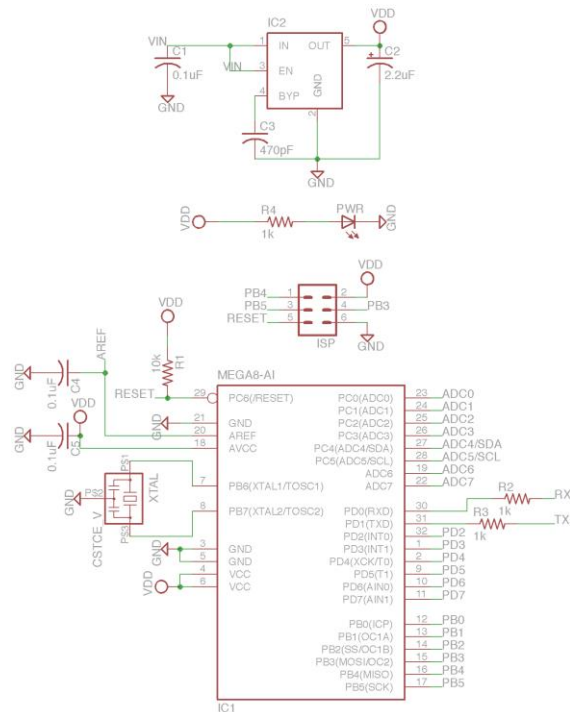 IC2
VDD
VIN
1 IN OUT 5
C1
0.1uF
GND
VIN
3 EN
4 BYP
GND
2
C2
2.2uF
C3
470pF
GND
VDD
R4
1k
PWR
GND
VDD
PB4 1 2
PB5 3 4 PB3
RESET 5 6
ISP
GND
VDD
AREF
10k
R1
GND
0.1uF
C4
VDD
GND
0.1uF
C5
RESET
MEGA8-AI
29 PC6(/RESET)
GND 21 GND
20 AREF
18 AVCC
PS1
GND
PS2
XTAL
CSTCE_V
PS3
7 PB6(XTAL1/TOSC1)
8 PB7(XTAL2/TOSC2)
GND
3 GND
5 GND
4 VCC
VDD
6 VCC
PC0(ADC0) 23 ADC0
PC1(ADC1) 24 ADC1
PC2(ADC2) 25 ADC2
PC3(ADC3) 26 ADC3
PC4(ADC4/SDA) 27 ADC4/SDA
PC5(ADC5/SCL) 28 ADC5/SCL
ADC6 19 ADC6
ADC7 22 ADC7
PD0(RXD) 30
R2
1k
RX
PD1(TXD) 31
R3
1k
TX
PD2(INT0) 32 PD2
PD3(INT1) 1 PD3
PD4(XCK/T0) 2 PD4
PD5(T1) 9 PD5
PD6(AIN0) 10 PD6
PD7(AIN1) 11 PD7
PB0(ICP) 12 PB0
PB1(OC1A) 13 PB1
PB2(SS/OC1B) 14 PB2
PB3(MOSI/OC2) 15 PB3
PB4(MISO) 16 PB4
PB5(SCK) 17 PB5
IC1